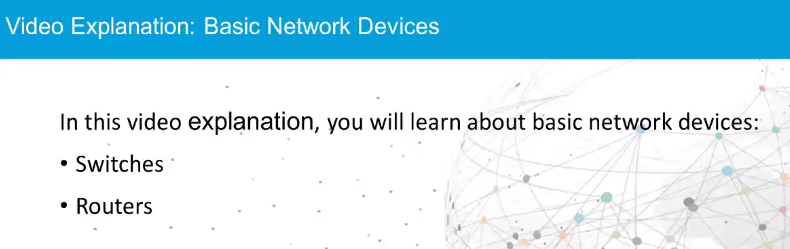 Video Explanation: Basic Network Devices
In this video explanation, you will learn about basic network devices:
• Switches
• Routers